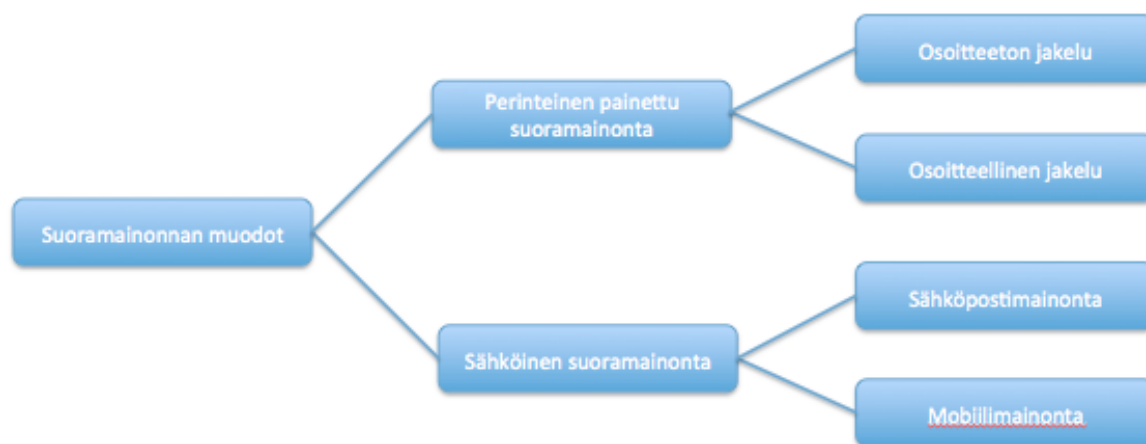 Osoitteeton jakelu
Perinteinen painettu
suoramainonta
Osoitteellinen jakelu
Suoramainonnan muodot
Sähköpostimainonta
Sähköinen suoramainonta
Mobiilimainonta